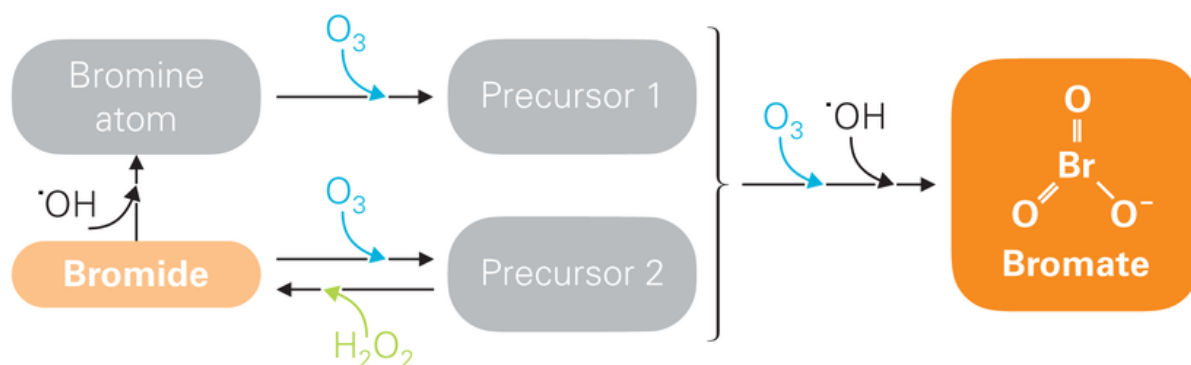 O₃
Bromine
atom
Precursor 1
˙OH
O₃
O₃
˙OH
Bromide
Precursor 2
H₂O₂
O
Br
O
O⁻
Bromate